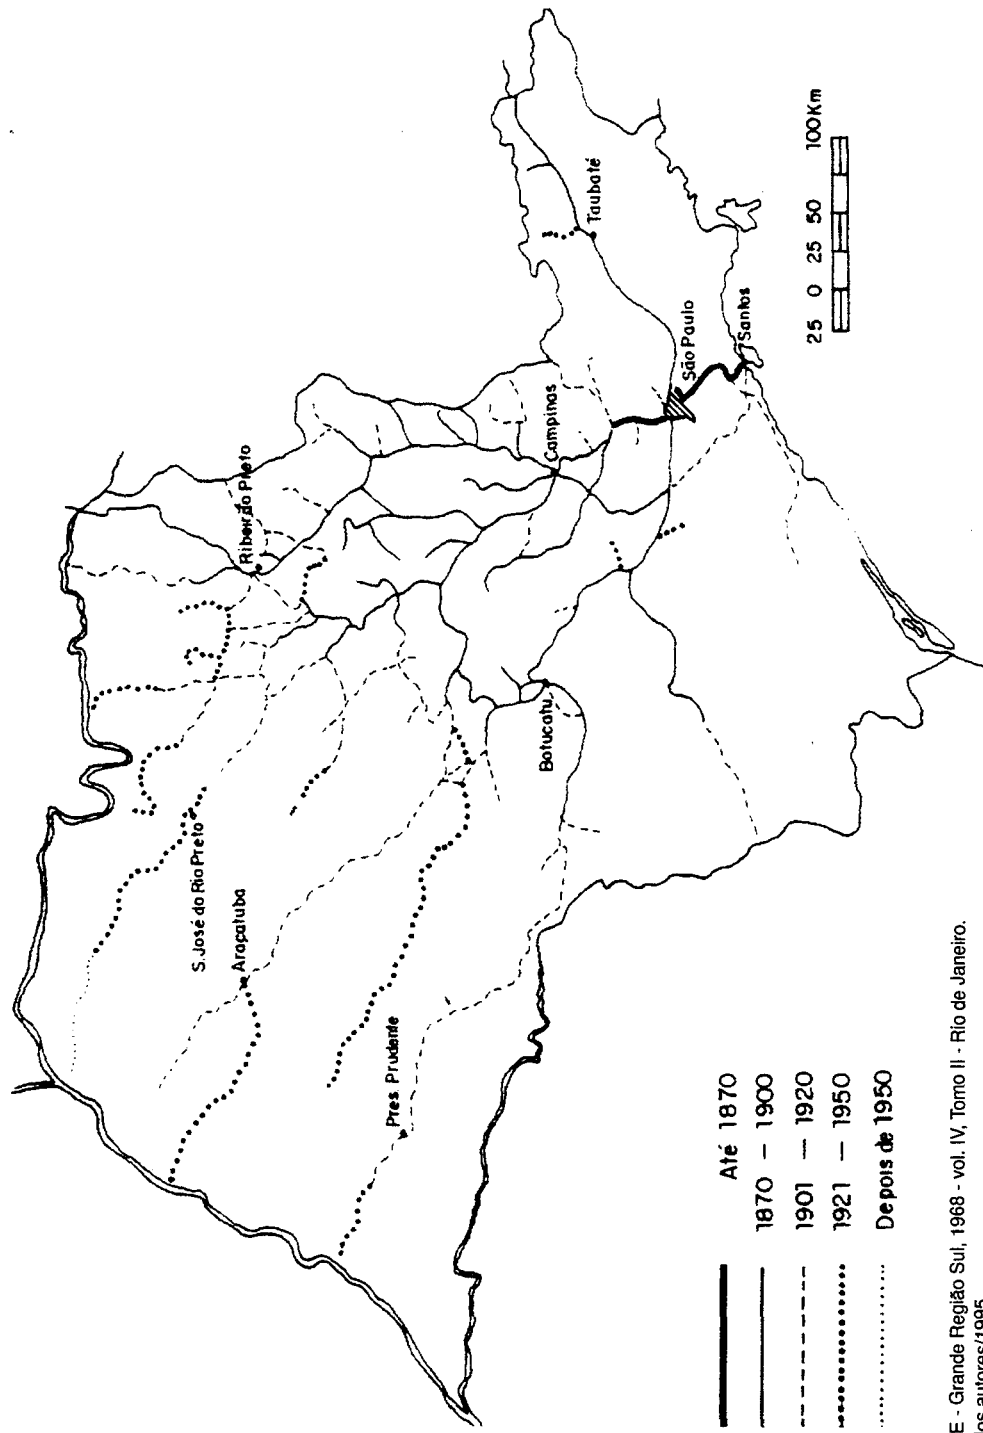 Ribeirão Preto
S. José do Rio Preto
Araçatuba
Pres. Prudente
Botucatu
Campinas
Taubaté
São Paulo
Santos
25 0 25 50 100Km
Até 1870
1870 – 1900
1901 – 1920
1921 – 1950
Depois de 1950
E - Grande Região Sul, 1968 - vol. IV, Tomo II - Rio de Janeiro.